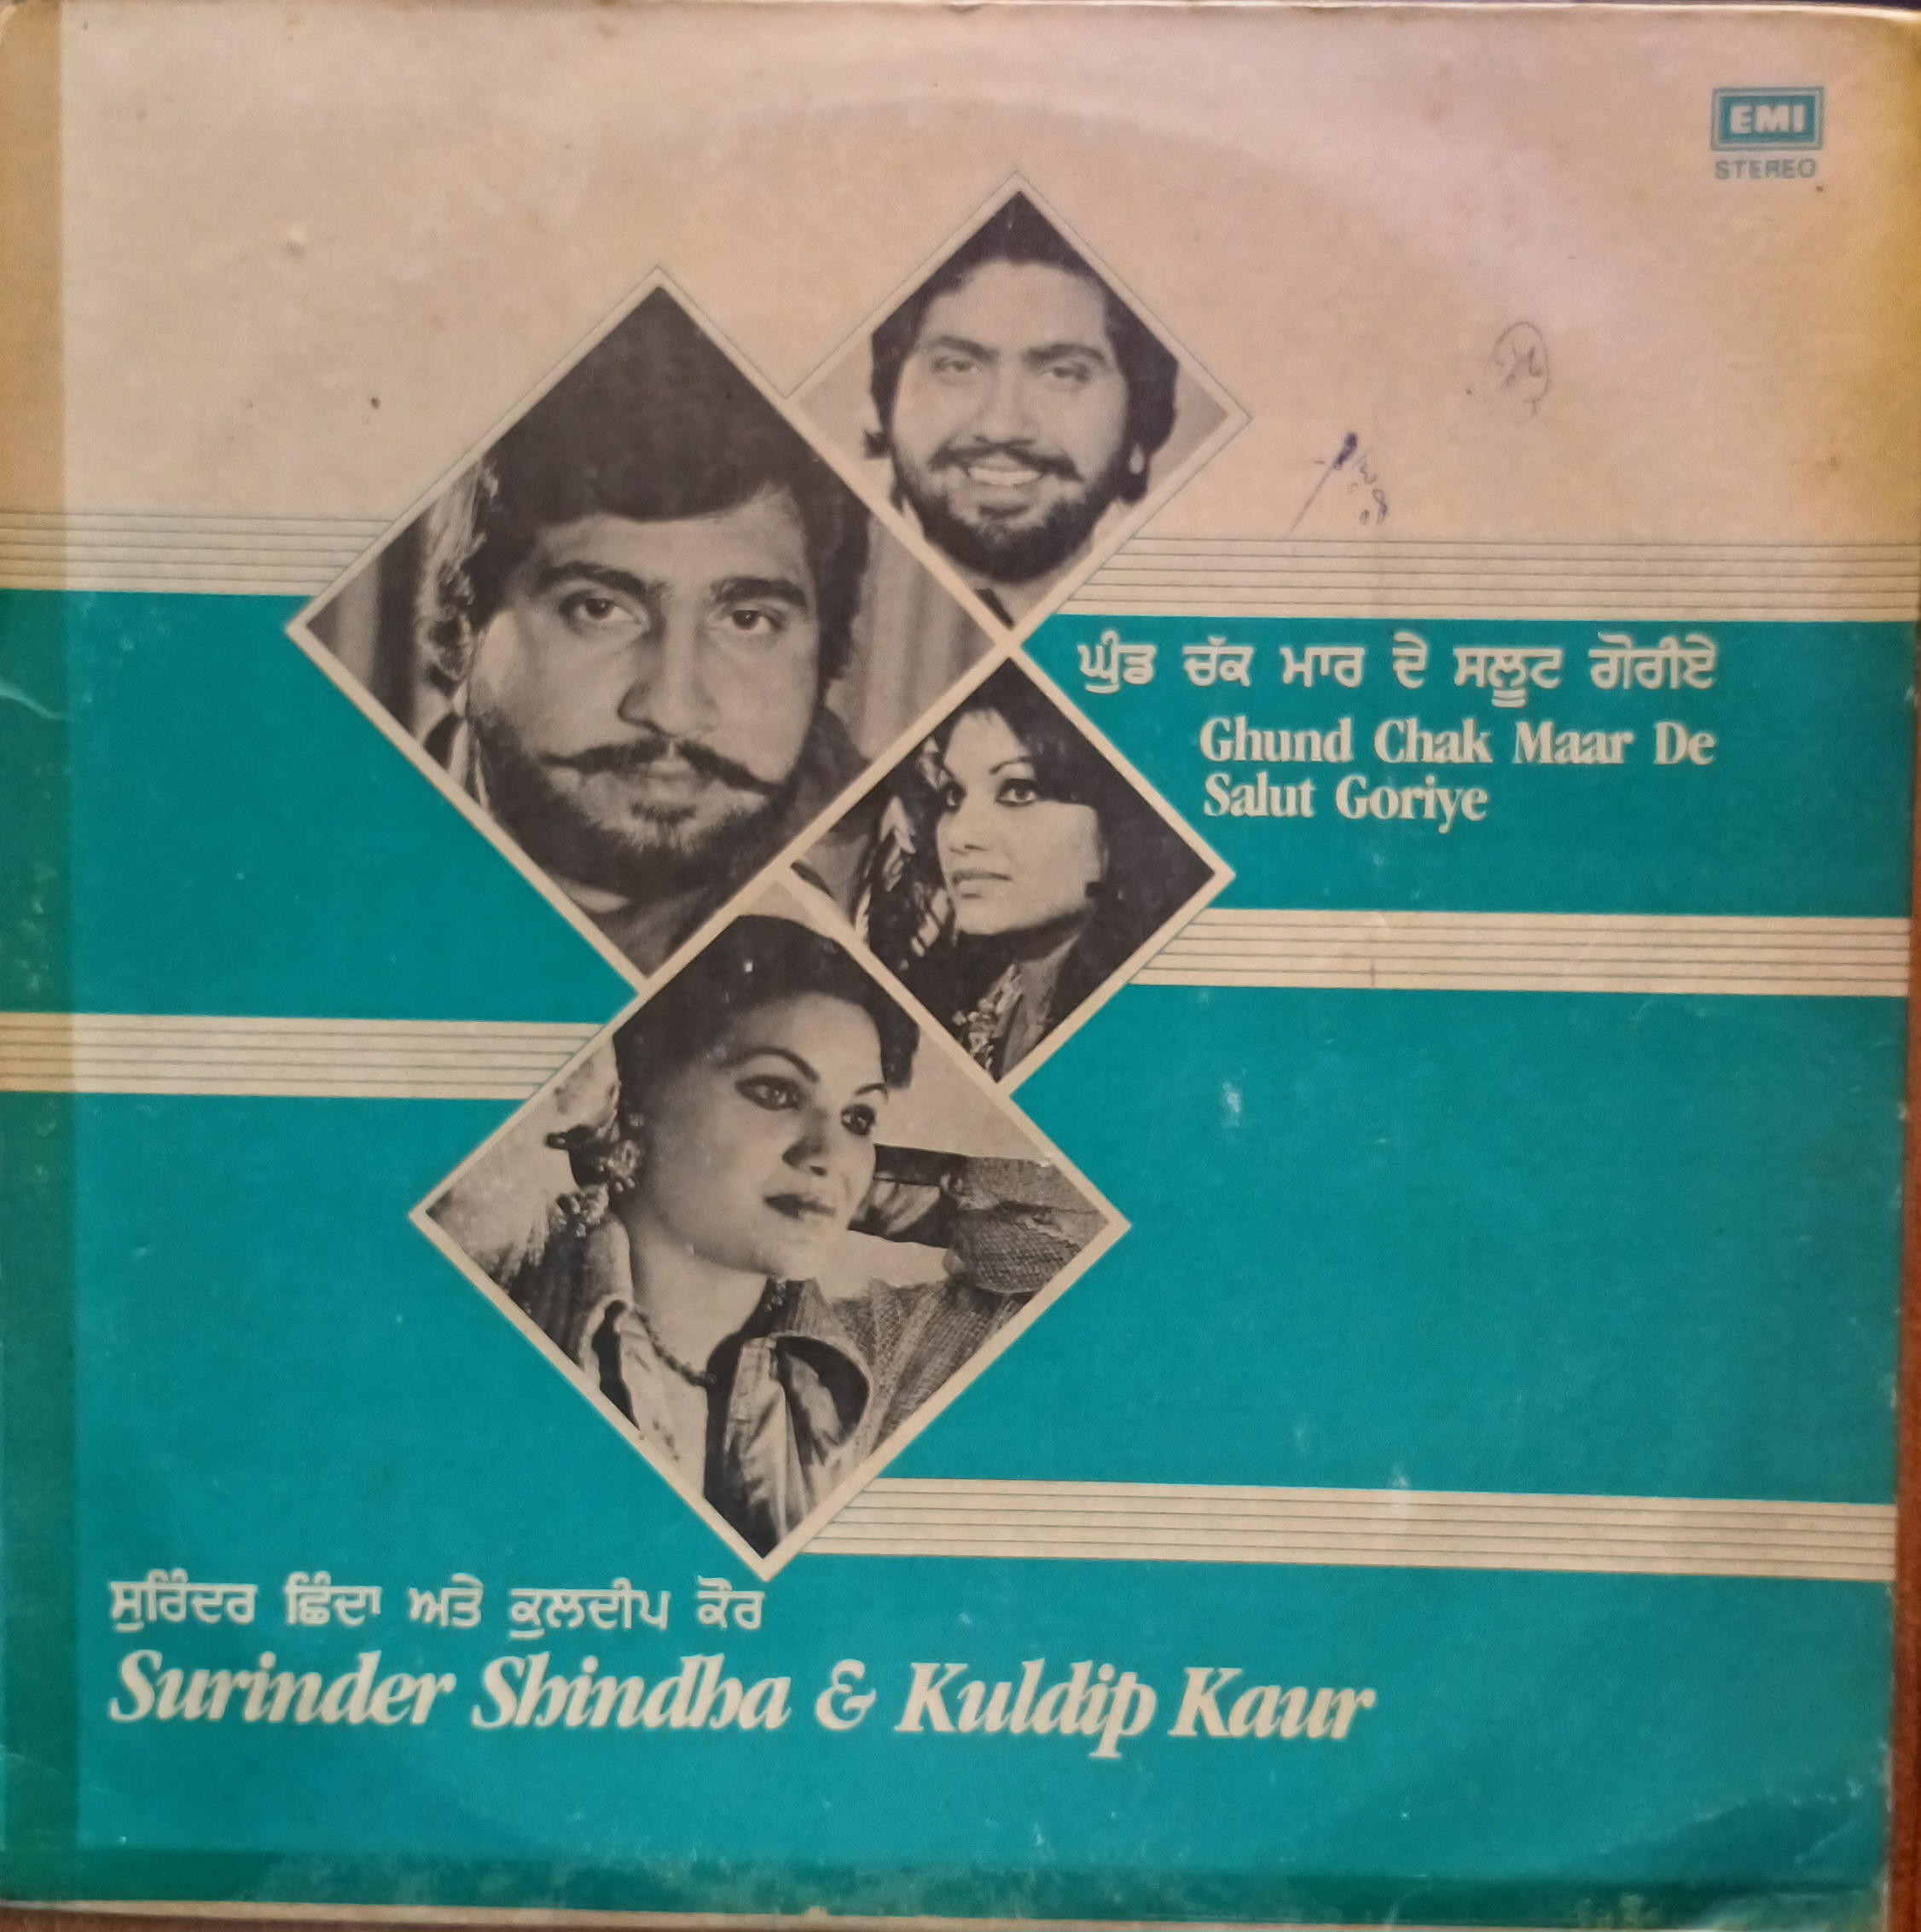 EMI
STEREO
ਘੁੰਡ ਚੱਕ ਮਾਰ ਦੇ ਸਲੂਟ ਗੋਰੀਏ
Ghund Chak Maar De
Salut Goriye
ਸੁਰਿੰਦਰ ਛਿੰਦਾ ਅਤੇ ਕੁਲਦੀਪ ਕੌਰ
Surinder Shindha & Kuldip Kaur